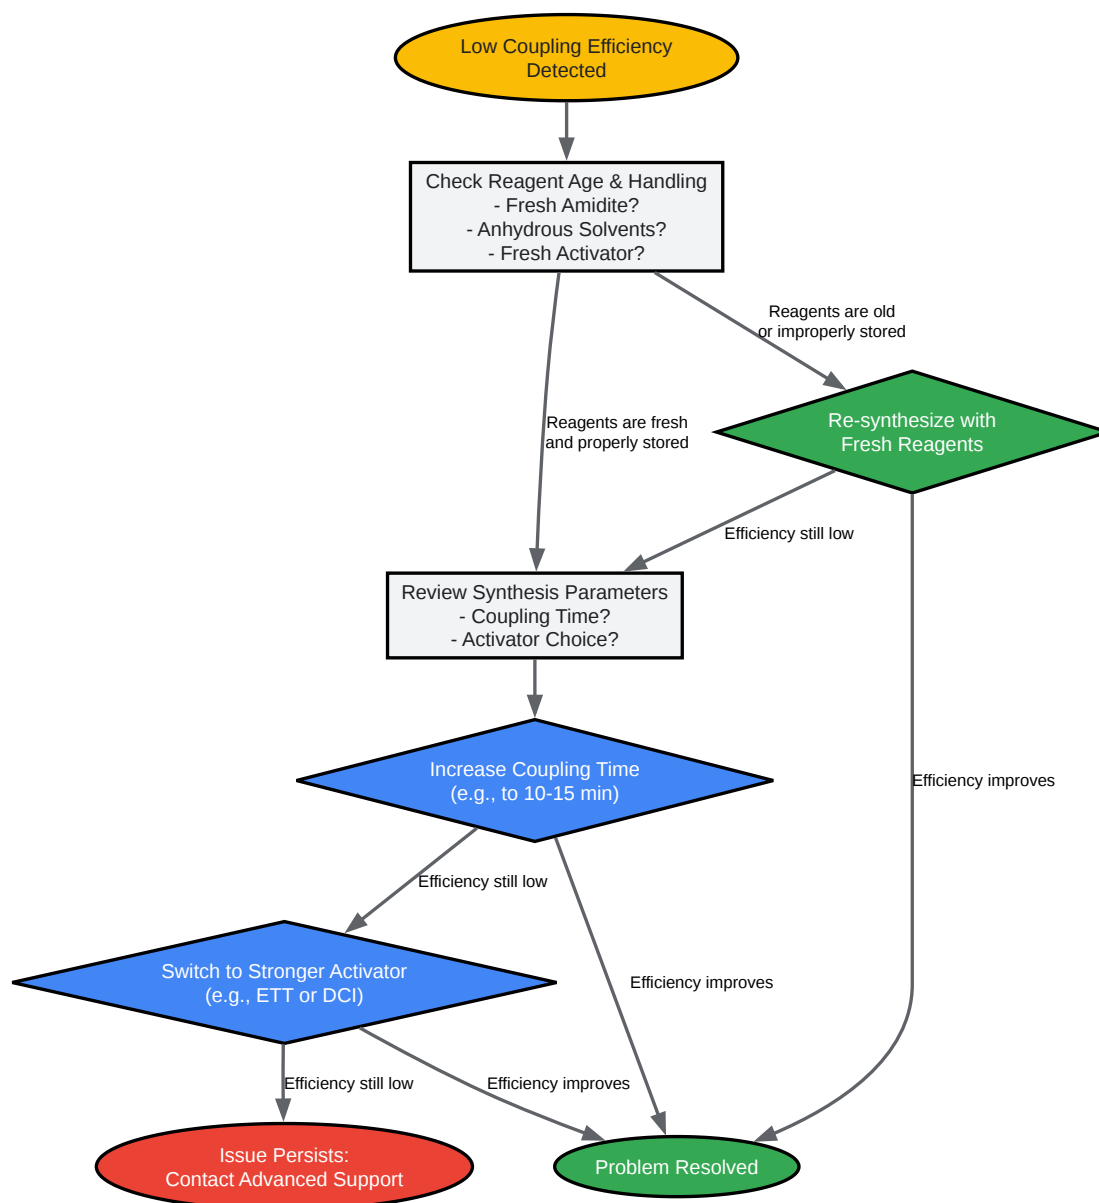 Low Coupling Efficiency
Detected
Check Reagent Age & Handling
- Fresh Amidite?
- Anhydrous Solvents?
- Fresh Activator?
Reagents are old
or improperly stored
Reagents are fresh
and properly stored
Re-synthesize with
Fresh Reagents
Efficiency still low
Review Synthesis Parameters
- Coupling Time?
- Activator Choice?
Increase Coupling Time
(e.g., to 10-15 min)
Efficiency improves
Efficiency still low
Switch to Stronger Activator
(e.g., ETT or DCI)
Efficiency improves
Efficiency still low
Efficiency improves
Issue Persists:
Contact Advanced Support
Problem Resolved